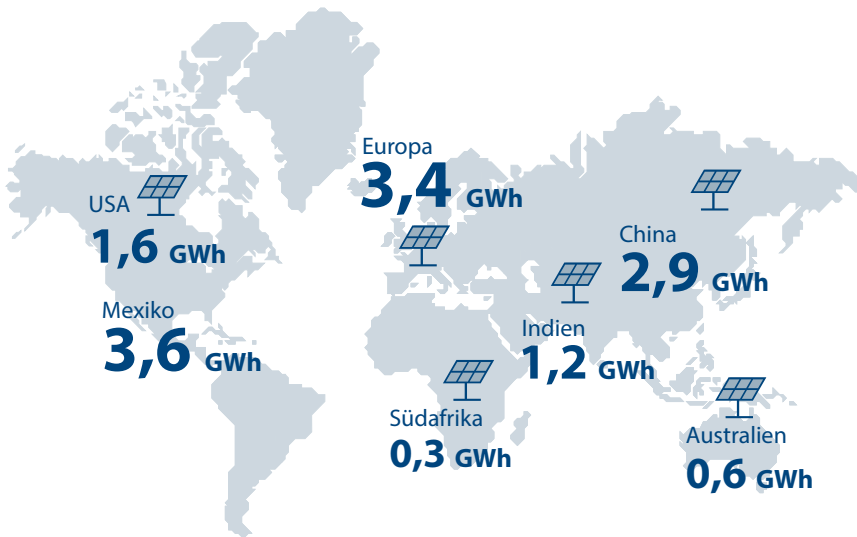 Europa
3,4 GWh
USA
1,6 GWh
China
2,9 GWh
Mexiko
3,6 GWh
Indien
1,2 GWh
Südafrika
0,3 GWh
Australien
0,6 GWh